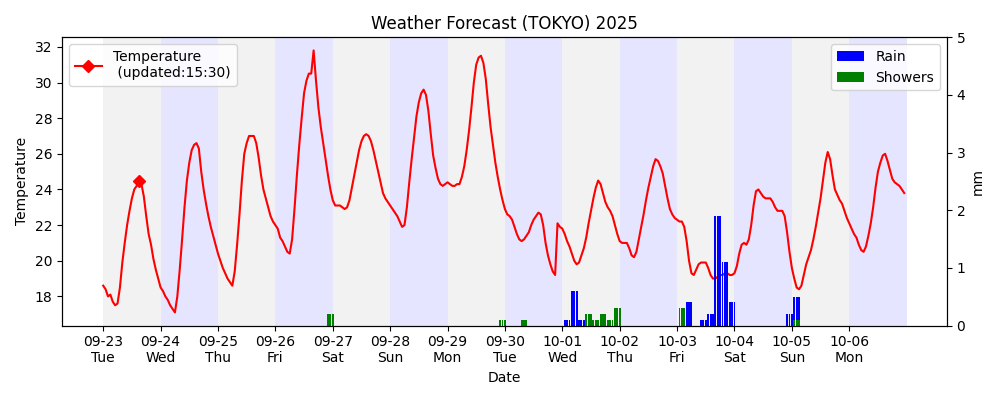 Weather Forecast (TOKYO) 2025
Temperature
(updated:15:30)
Rain
Showers
Temperature
32
30
28
26
24
22
20
18
5
4
3
2
1
0
mm
09-23 09-24 09-25 09-26 09-27 09-28 09-29 09-30 10-01 10-02 10-03 10-04 10-05 10-06
Tue Wed Thu Fri Sat Sun Mon Tue Wed Thu Fri Sat Sun Mon
Date